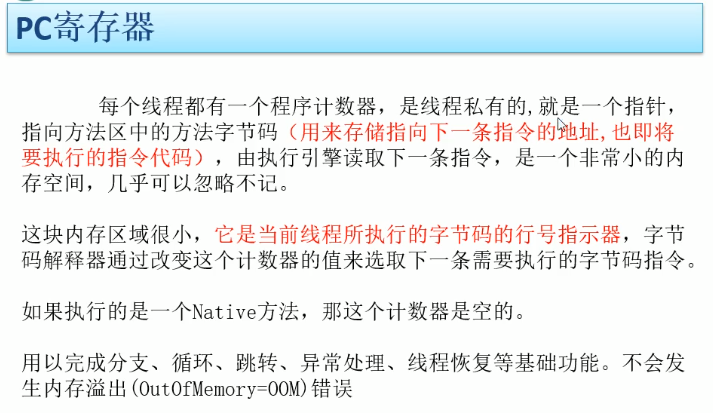 PC寄存器
每个线程都有一个程序计数器，是线程私有的,就是一个指针，
指向方法区中的方法字节码（用来存储指向下一条指令的地址,也即将
要执行的指令代码），由执行引擎读取下一条指令，是一个非常小的内
存空间，几乎可以忽略不记。
这块内存区域很小，它是当前线程所执行的字节码的行号指示器，字节
码解释器通过改变这个计数器的值来选取下一条需要执行的字节码指令。
如果执行的是一个Native方法，那这个计数器是空的。
用以完成分支、循环、跳转、异常处理、线程恢复等基础功能。不会发
生内存溢出(OutOfMemory=OOM)错误